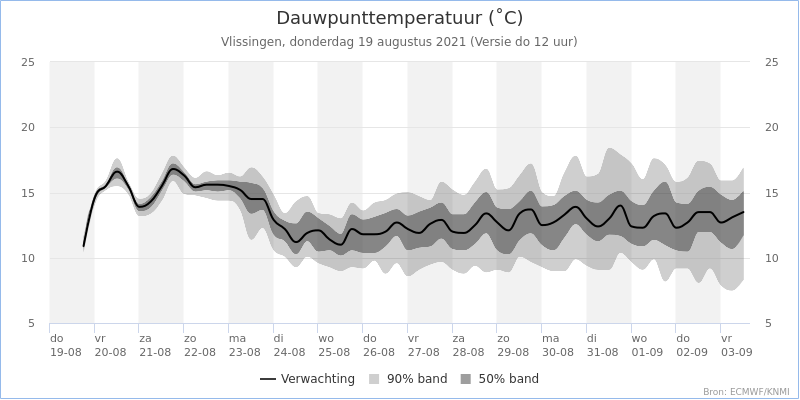 Dauwpunttemperatuur (˚C)
Vlissingen, donderdag 19 augustus 2021 (Versie do 12 uur)
25 25
20 20
15 15
10 10
5 5
do vr za zo ma di wo do vr za zo ma di wo do vr
19-08 20-08 21-08 22-08 23-08 24-08 25-08 26-08 27-08 28-08 29-08 30-08 31-08 01-09 02-09 03-09
Verwachting 90% band 50% band
Bron: ECMWF/KNMI